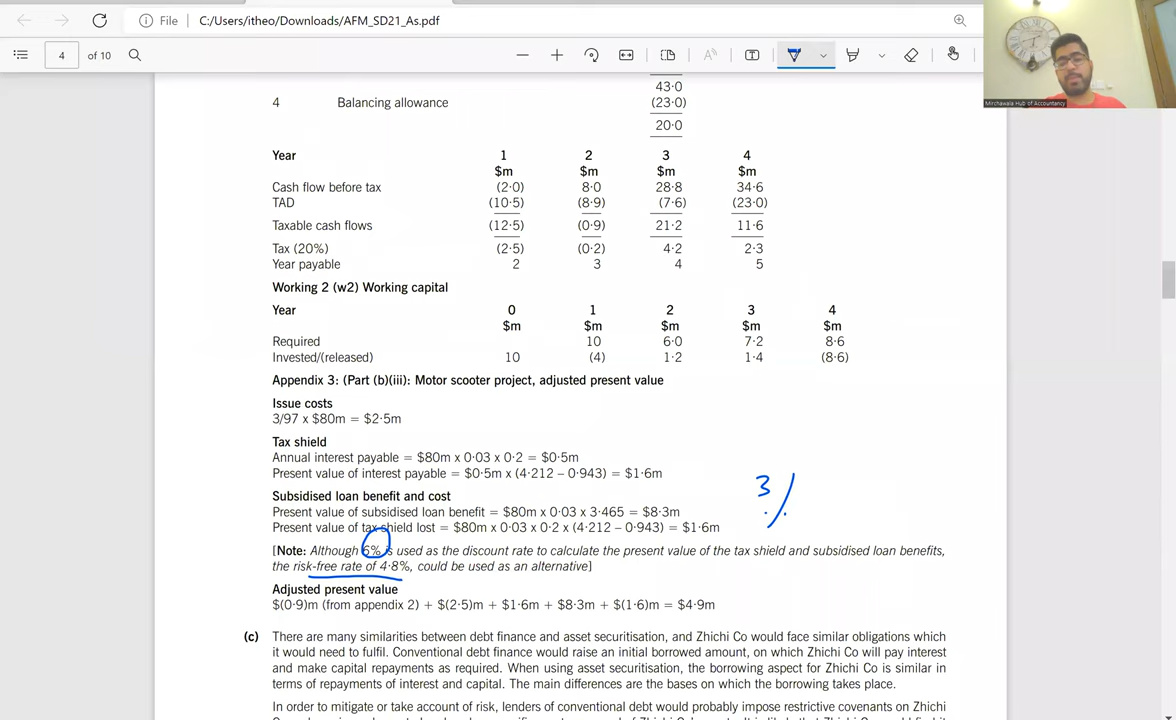 File C:/Users/itheo/Downloads/AFM_SD21_As.pdf
4 of 10
Mirchawala Hub of Accountancy
43·0
4 Balancing allowance (23·0)
20·0
Year 1 2 3 4
$m $m $m $m
Cash flow before tax (2·0) 8·0 28·8 34·6
TAD (10·5) (8·9) (7·6) (23·0)
Taxable cash flows (12·5) (0·9) 21·2 11·6
Tax (20%) (2·5) (0·2) 4·2 2·3
Year payable 2 3 4 5
Working 2 (w2) Working capital
Year 0 1 2 3 4
$m $m $m $m $m
Required 10 6·0 7·2 8·6
Invested/(released) 10 (4) 1·2 1·4 (8·6)
Appendix 3: (Part (b)(iii): Motor scooter project, adjusted present value
Issue costs
3/97 x $80m = $2·5m
Tax shield
Annual interest payable = $80m x 0·03 x 0·2 = $0·5m
Present value of interest payable = $0·5m x (4·212 – 0·943) = $1·6m
3%
Subsidised loan benefit and cost
Present value of subsidised loan benefit = $80m x 0·03 x 3·465 = $8·3m
Present value of tax shield lost = $80m x 0·03 x 0·2 x (4·212 – 0·943) = $1·6m
[Note: Although 6% is used as the discount rate to calculate the present value of the tax shield and subsidised loan benefits,
the risk-free rate of 4·8%, could be used as an alternative]
Adjusted present value
$(0·9)m (from appendix 2) + $(2·5)m + $1·6m + $8·3m + $(1·6)m = $4·9m
(c) There are many similarities between debt finance and asset securitisation, and Zhichi Co would face similar obligations which
it would need to fulfil. Conventional debt finance would raise an initial borrowed amount, on which Zhichi Co will pay interest
and make capital repayments as required. When using asset securitisation, the borrowing aspect for Zhichi Co is similar in
terms of repayments of interest and capital. The main differences are the bases on which the borrowing takes place.
In order to mitigate or take account of risk, lenders of conventional debt would probably impose restrictive covenants on Zhichi